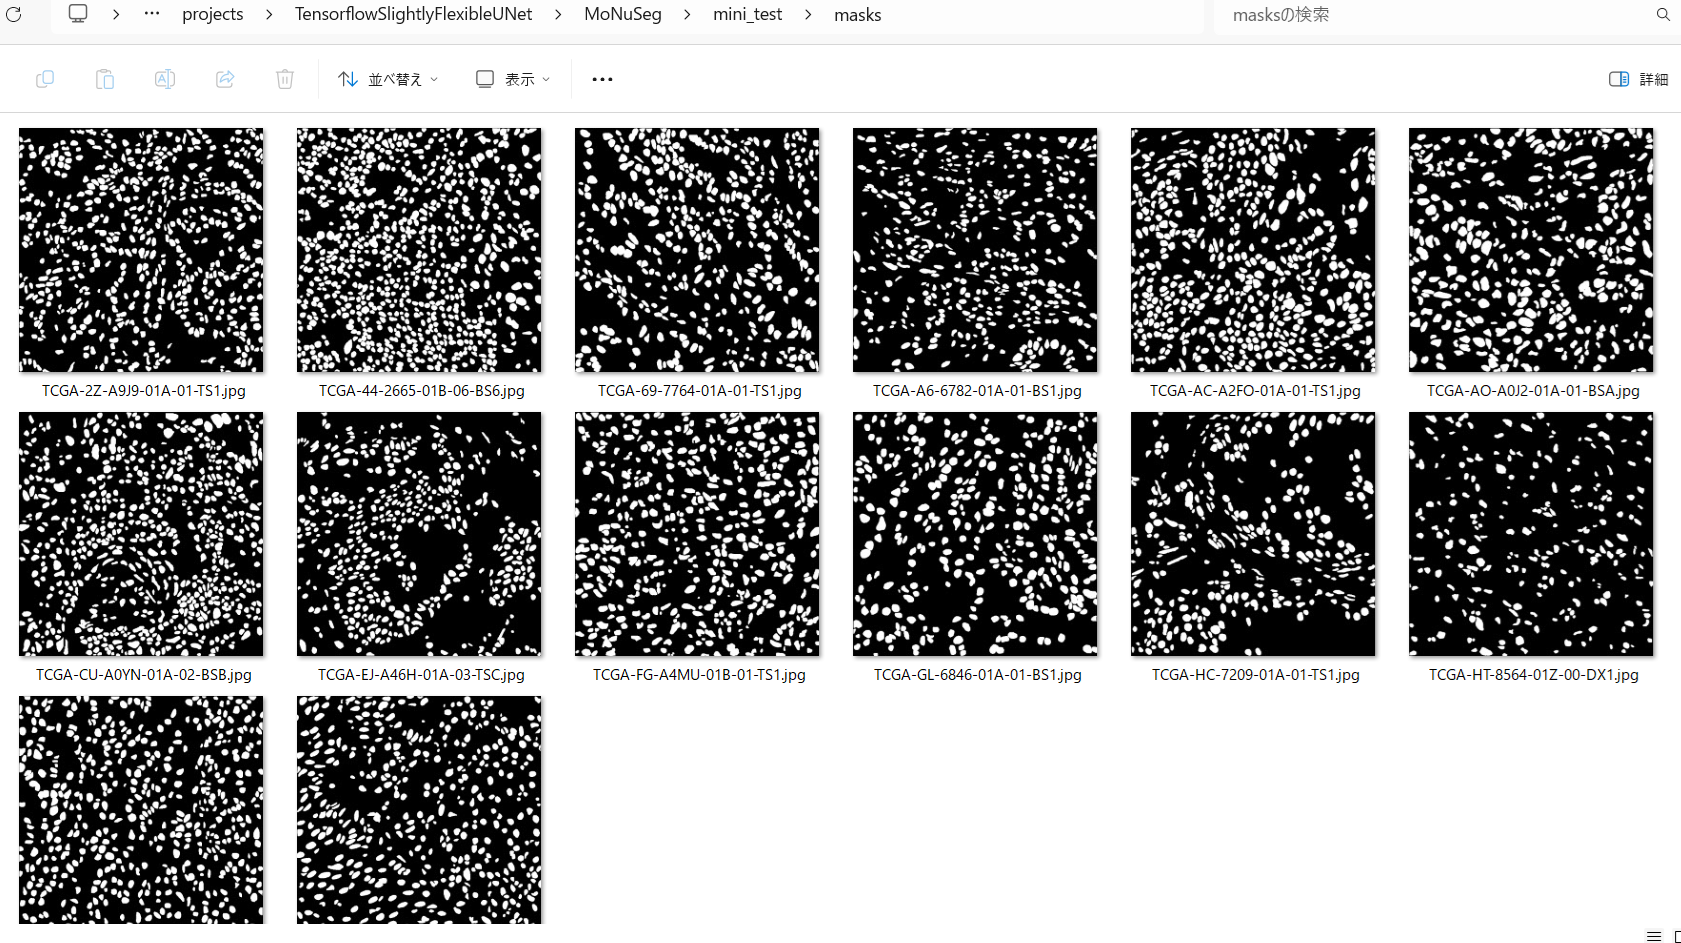 projects > TensorflowSlightlyFlexibleUNet > MoNuSeg > mini_test > masks
masksの検索
並べ替え
表示
詳細
TCGA-2Z-A9J9-01A-01-TS1.jpg
TCGA-44-2665-01B-06-BS6.jpg
TCGA-69-7764-01A-01-TS1.jpg
TCGA-A6-6782-01A-01-BS1.jpg
TCGA-AC-A2FO-01A-01-TS1.jpg
TCGA-AO-A0J2-01A-01-BSA.jpg
TCGA-CU-A0YN-01A-02-BSB.jpg
TCGA-EJ-A46H-01A-03-TSC.jpg
TCGA-FG-A4MU-01B-01-TS1.jpg
TCGA-GL-6846-01A-01-BS1.jpg
TCGA-HC-7209-01A-01-TS1.jpg
TCGA-HT-8564-01Z-00-DX1.jpg